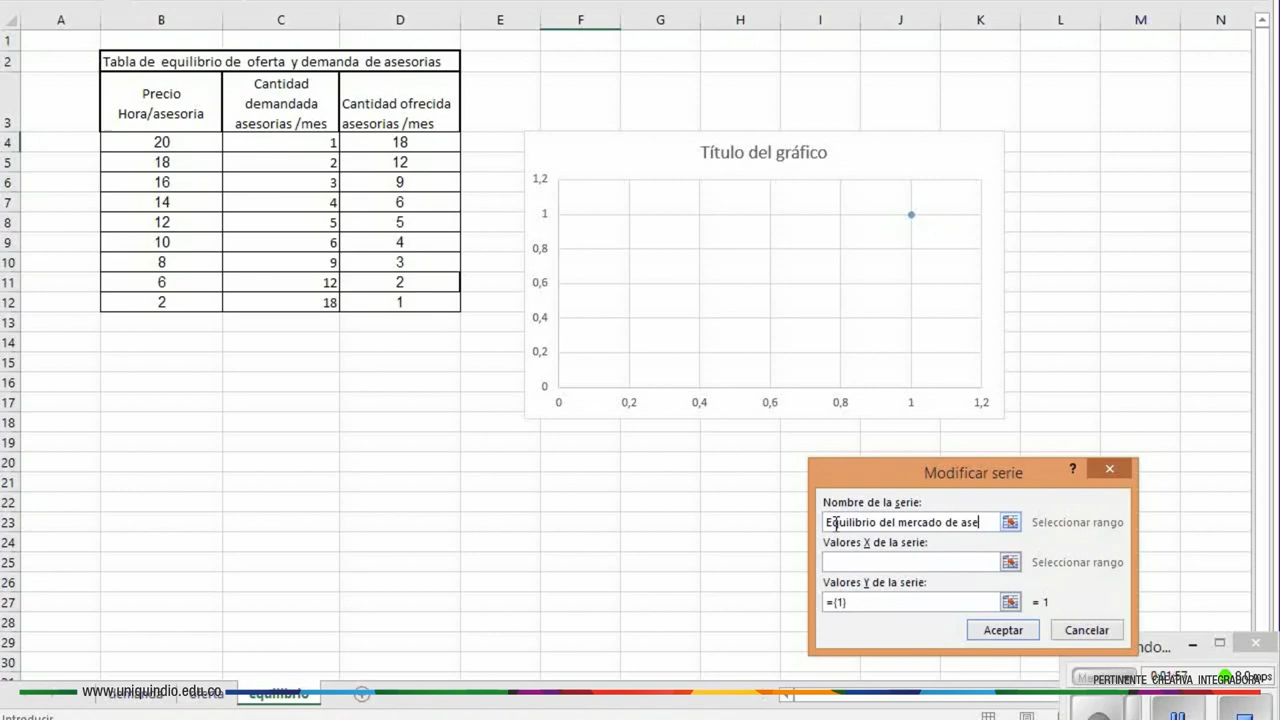 A B C D E F G H I J K L M N
1
2 Tabla de equilibrio de oferta y demanda de asesorias
3 Precio Hora/asesoria Cantidad demandada asesorias /mes Cantidad ofrecida asesorias /mes
4 20 1 18
5 18 2 12
6 16 3 9
7 14 4 6
8 12 5 5
9 10 6 4
10 8 9 3
11 6 12 2
12 2 18 1
13
14
15
16
17
18
19
20
21
22
23
24
25
26
27
28
29
30
Título del gráfico
1,2
1
0,8
0,6
0,4
0,2
0
0 0,2 0,4 0,6 0,8 1 1,2
Modificar serie ?
Nombre de la serie:
Equilibrio del mercado de ase Seleccionar rango
Valores X de la serie:
Seleccionar rango
Valores Y de la serie:
={1} = 1
Aceptar Cancelar
www.uniquindio.edu.co
equilibrio
PERTINENTE CREATIVA INTEGRADORA
Introducir